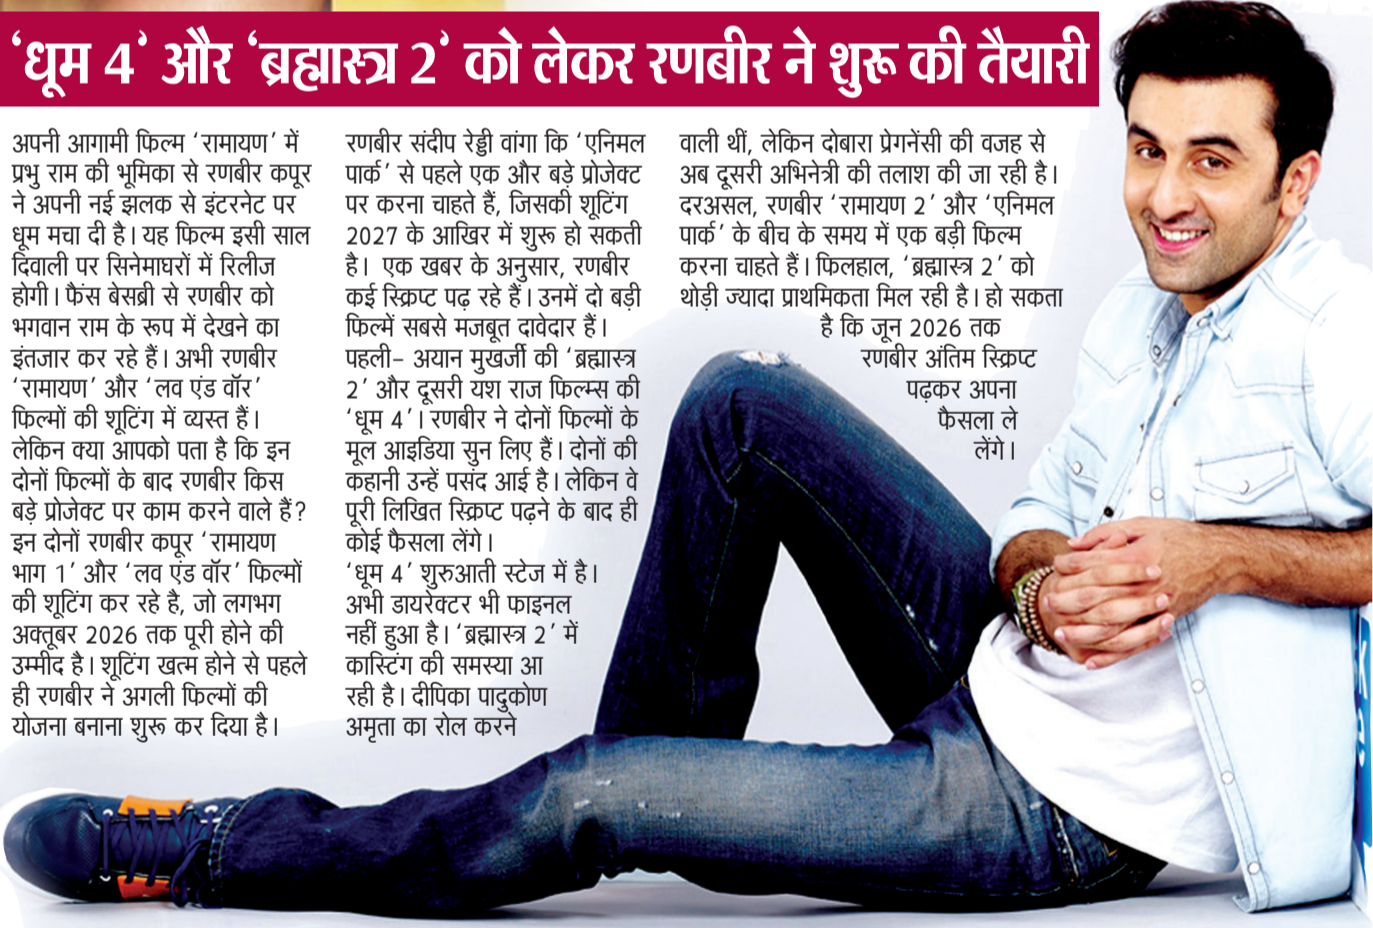 ‘धूम 4’ और ‘ब्रह्मास्त्र 2’ को लेकर रणबीर ने शुरू की तैयारी
अपनी आगामी फिल्म ‘रामायण’ में
प्रभु राम की भूमिका से रणबीर कपूर
ने अपनी नई झलक से इंटरनेट पर
धूम मचा दी है। यह फिल्म इसी साल
दिवाली पर सिनेमाघरों में रिलीज
होगी। फैंस बेसब्री से रणबीर को
भगवान राम के रूप में देखने का
इंतजार कर रहे हैं। अभी रणबीर
‘रामायण’ और ‘लव एंड वॉर’
फिल्मों की शूटिंग में व्यस्त हैं।
लेकिन क्या आपको पता है कि इन
दोनों फिल्मों के बाद रणबीर किस
बड़े प्रोजेक्ट पर काम करने वाले हैं?
इन दोनों रणबीर कपूर ‘रामायण
भाग 1’ और ‘लव एंड वॉर’ फिल्मों
की शूटिंग कर रहे है, जो लगभग
अक्तूबर 2026 तक पूरी होने की
उम्मीद है। शूटिंग खत्म होने से पहले
ही रणबीर ने अगली फिल्मों की
योजना बनाना शुरू कर दिया है।
रणबीर संदीप रेड्डी वांगा कि ‘एनिमल
पार्क’ से पहले एक और बड़े प्रोजेक्ट
पर करना चाहते हैं, जिसकी शूटिंग
2027 के आखिर में शुरू हो सकती
है। एक खबर के अनुसार, रणबीर
कई स्क्रिप्ट पढ़ रहे हैं। उनमें दो बड़ी
फिल्में सबसे मजबूत दावेदार हैं।
पहली- अयान मुखर्जी की ‘ब्रह्मास्त्र
2’ और दूसरी यश राज फिल्म्स की
‘धूम 4’। रणबीर ने दोनों फिल्मों के
मूल आइडिया सुन लिए हैं। दोनों की
कहानी उन्हें पसंद आई है। लेकिन वे
पूरी लिखित स्क्रिप्ट पढ़ने के बाद ही
कोई फैसला लेंगे।
‘धूम 4’ शुरुआती स्टेज में है।
अभी डायरेक्टर भी फाइनल
नहीं हुआ है। ‘ब्रह्मास्त्र 2’ में
कास्टिंग की समस्या आ
रही है। दीपिका पादुकोण
अमृता का रोल करने
वाली थीं, लेकिन दोबारा प्रेगनेंसी की वजह से
अब दूसरी अभिनेत्री की तलाश की जा रही है।
दरअसल, रणबीर ‘रामायण 2’ और ‘एनिमल
पार्क’ के बीच के समय में एक बड़ी फिल्म
करना चाहते हैं। फिलहाल, ‘ब्रह्मास्त्र 2’ को
थोड़ी ज्यादा प्राथमिकता मिल रही है। हो सकता
है कि जून 2026 तक
रणबीर अंतिम स्क्रिप्ट
पढ़कर अपना
फैसला ले
लेंगे।